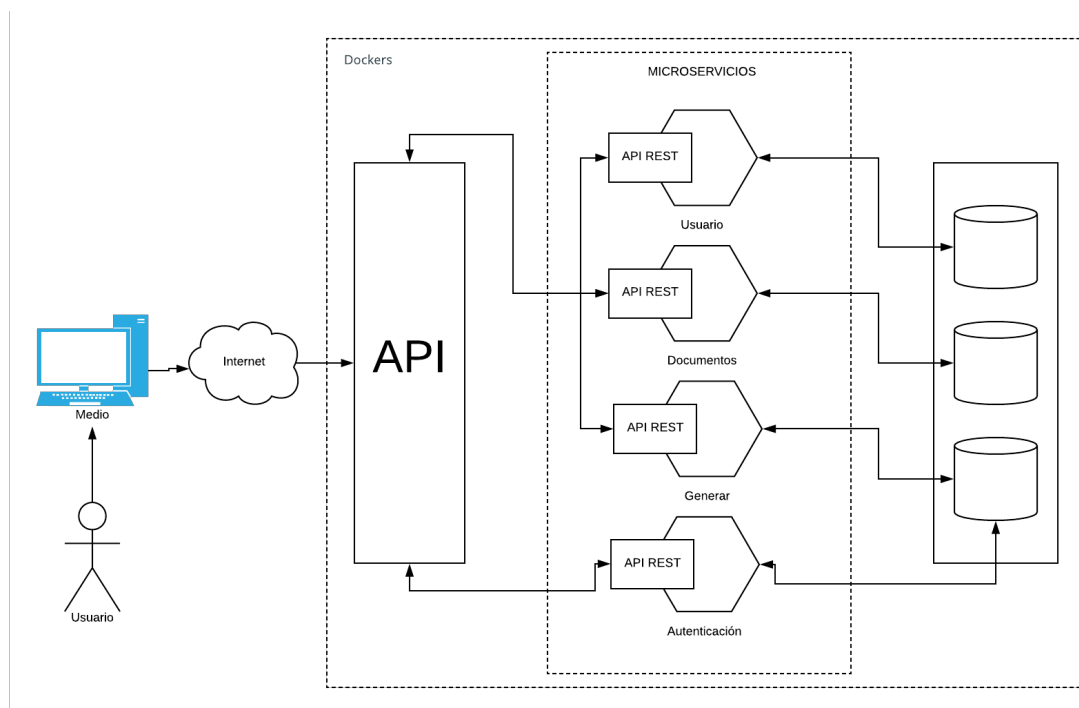 Dockers
MICROSERVICIOS
API REST
Usuario
API REST
Documentos
Internet
API
Medio
API REST
Generar
API REST
Usuario
Autenticación